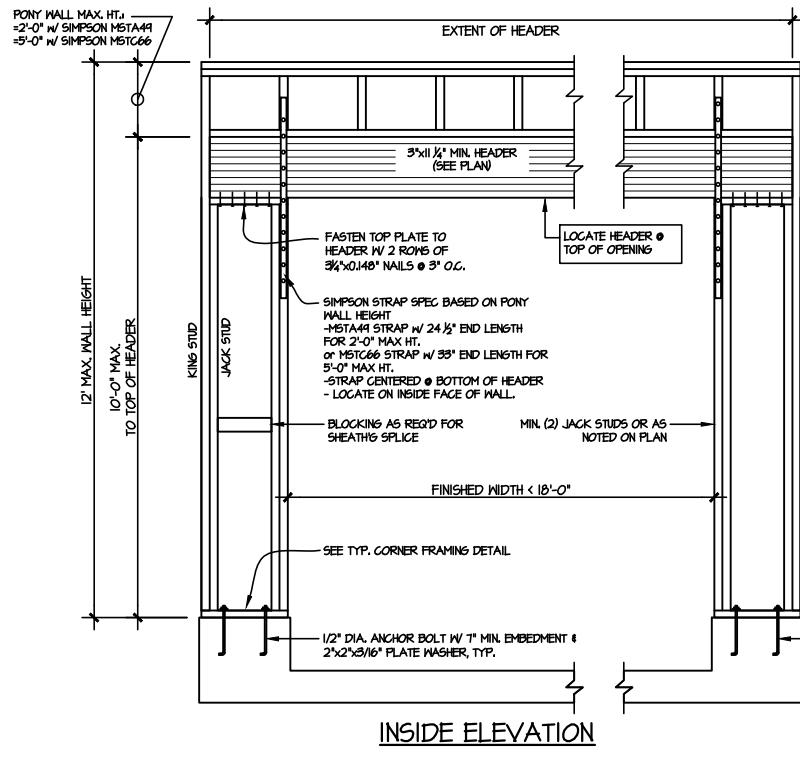 PONY WALL MAX. HT.:
=2'-0" w/ SIMPSON MSTA49
=5'-0" w/ SIMPSON MSTC66
EXTENT OF HEADER
3"x11 1/4" MIN. HEADER
(SEE PLAN)
FASTEN TOP PLATE TO
HEADER W/ 2 ROWS OF
3 1/4"x0.148" NAILS @ 3" O.C.
LOCATE HEADER @
TOP OF OPENING
SIMPSON STRAP SPEC BASED ON PONY
WALL HEIGHT
-MSTA49 STRAP w/ 24 1/2" END LENGTH
FOR 2'-0" MAX HT.
or MSTC66 STRAP w/ 33" END LENGTH FOR
5'-0" MAX HT.
-STRAP CENTERED @ BOTTOM OF HEADER
- LOCATE ON INSIDE FACE OF WALL.
12' MAX. WALL HEIGHT
10'-0" MAX.
TO TOP OF HEADER
KING STUD
JACK STUD
BLOCKING AS REQ'D FOR
SHEATH'G SPLICE
MIN. (2) JACK STUDS OR AS
NOTED ON PLAN
FINISHED WIDTH < 18'-0"
SEE TYP. CORNER FRAMING DETAIL
1/2" DIA. ANCHOR BOLT W/ 7" MIN. EMBEDMENT &
2"x2"x3/16" PLATE WASHER, TYP.
INSIDE ELEVATION